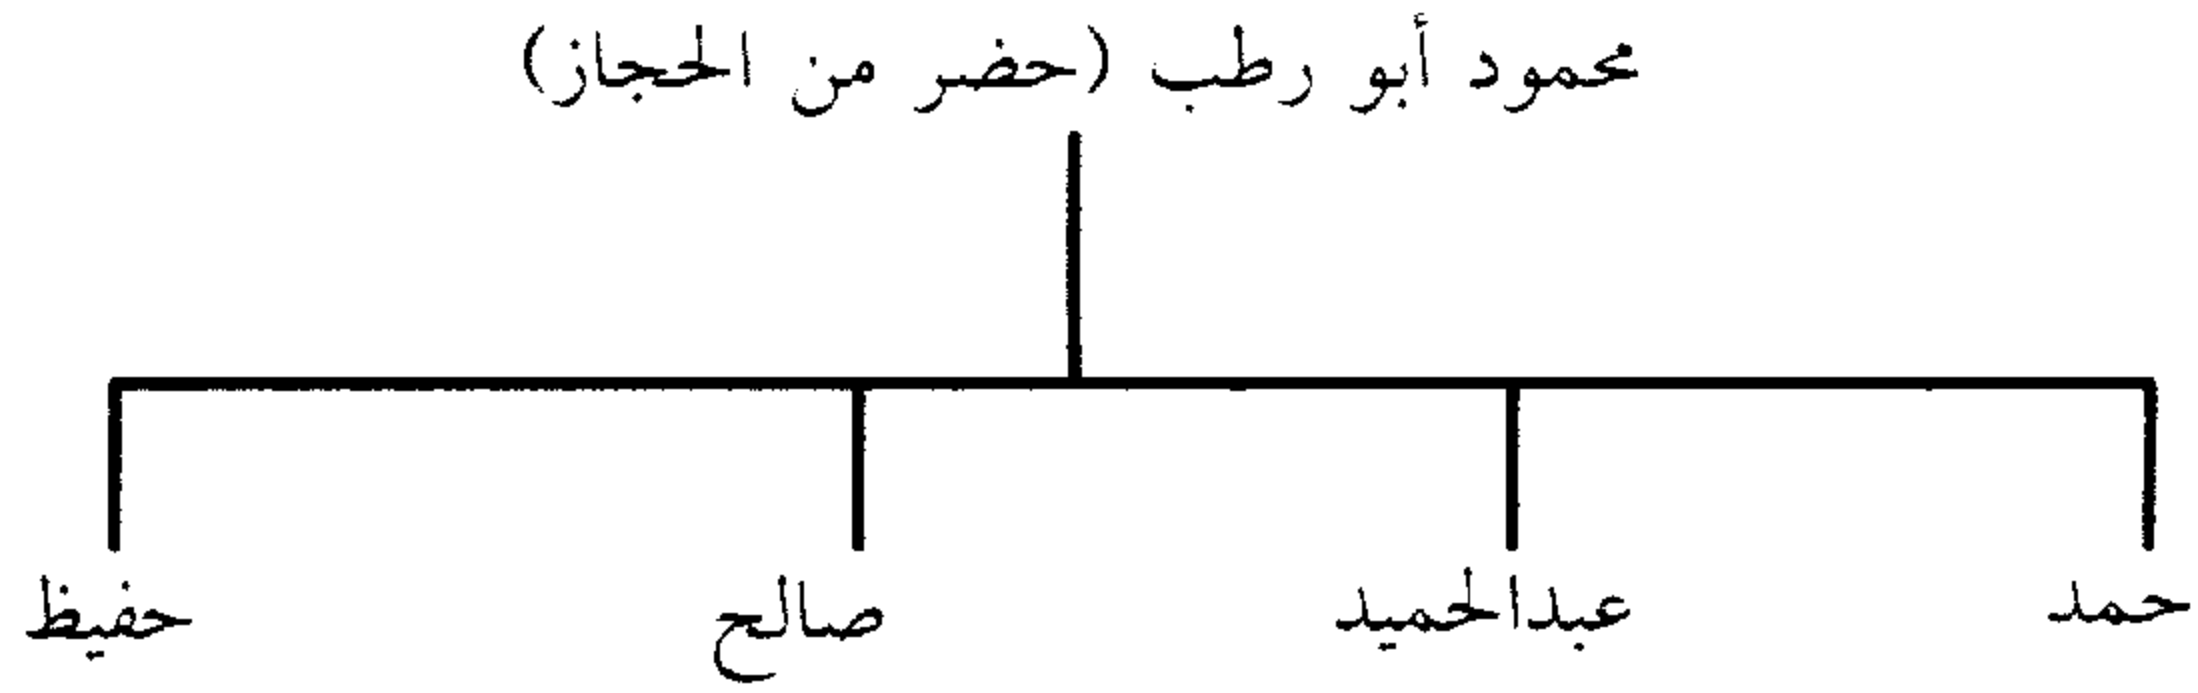 محمود أبو رطب (حضر من الحجاز)
حمد عبدالحميد صالح حفيظ